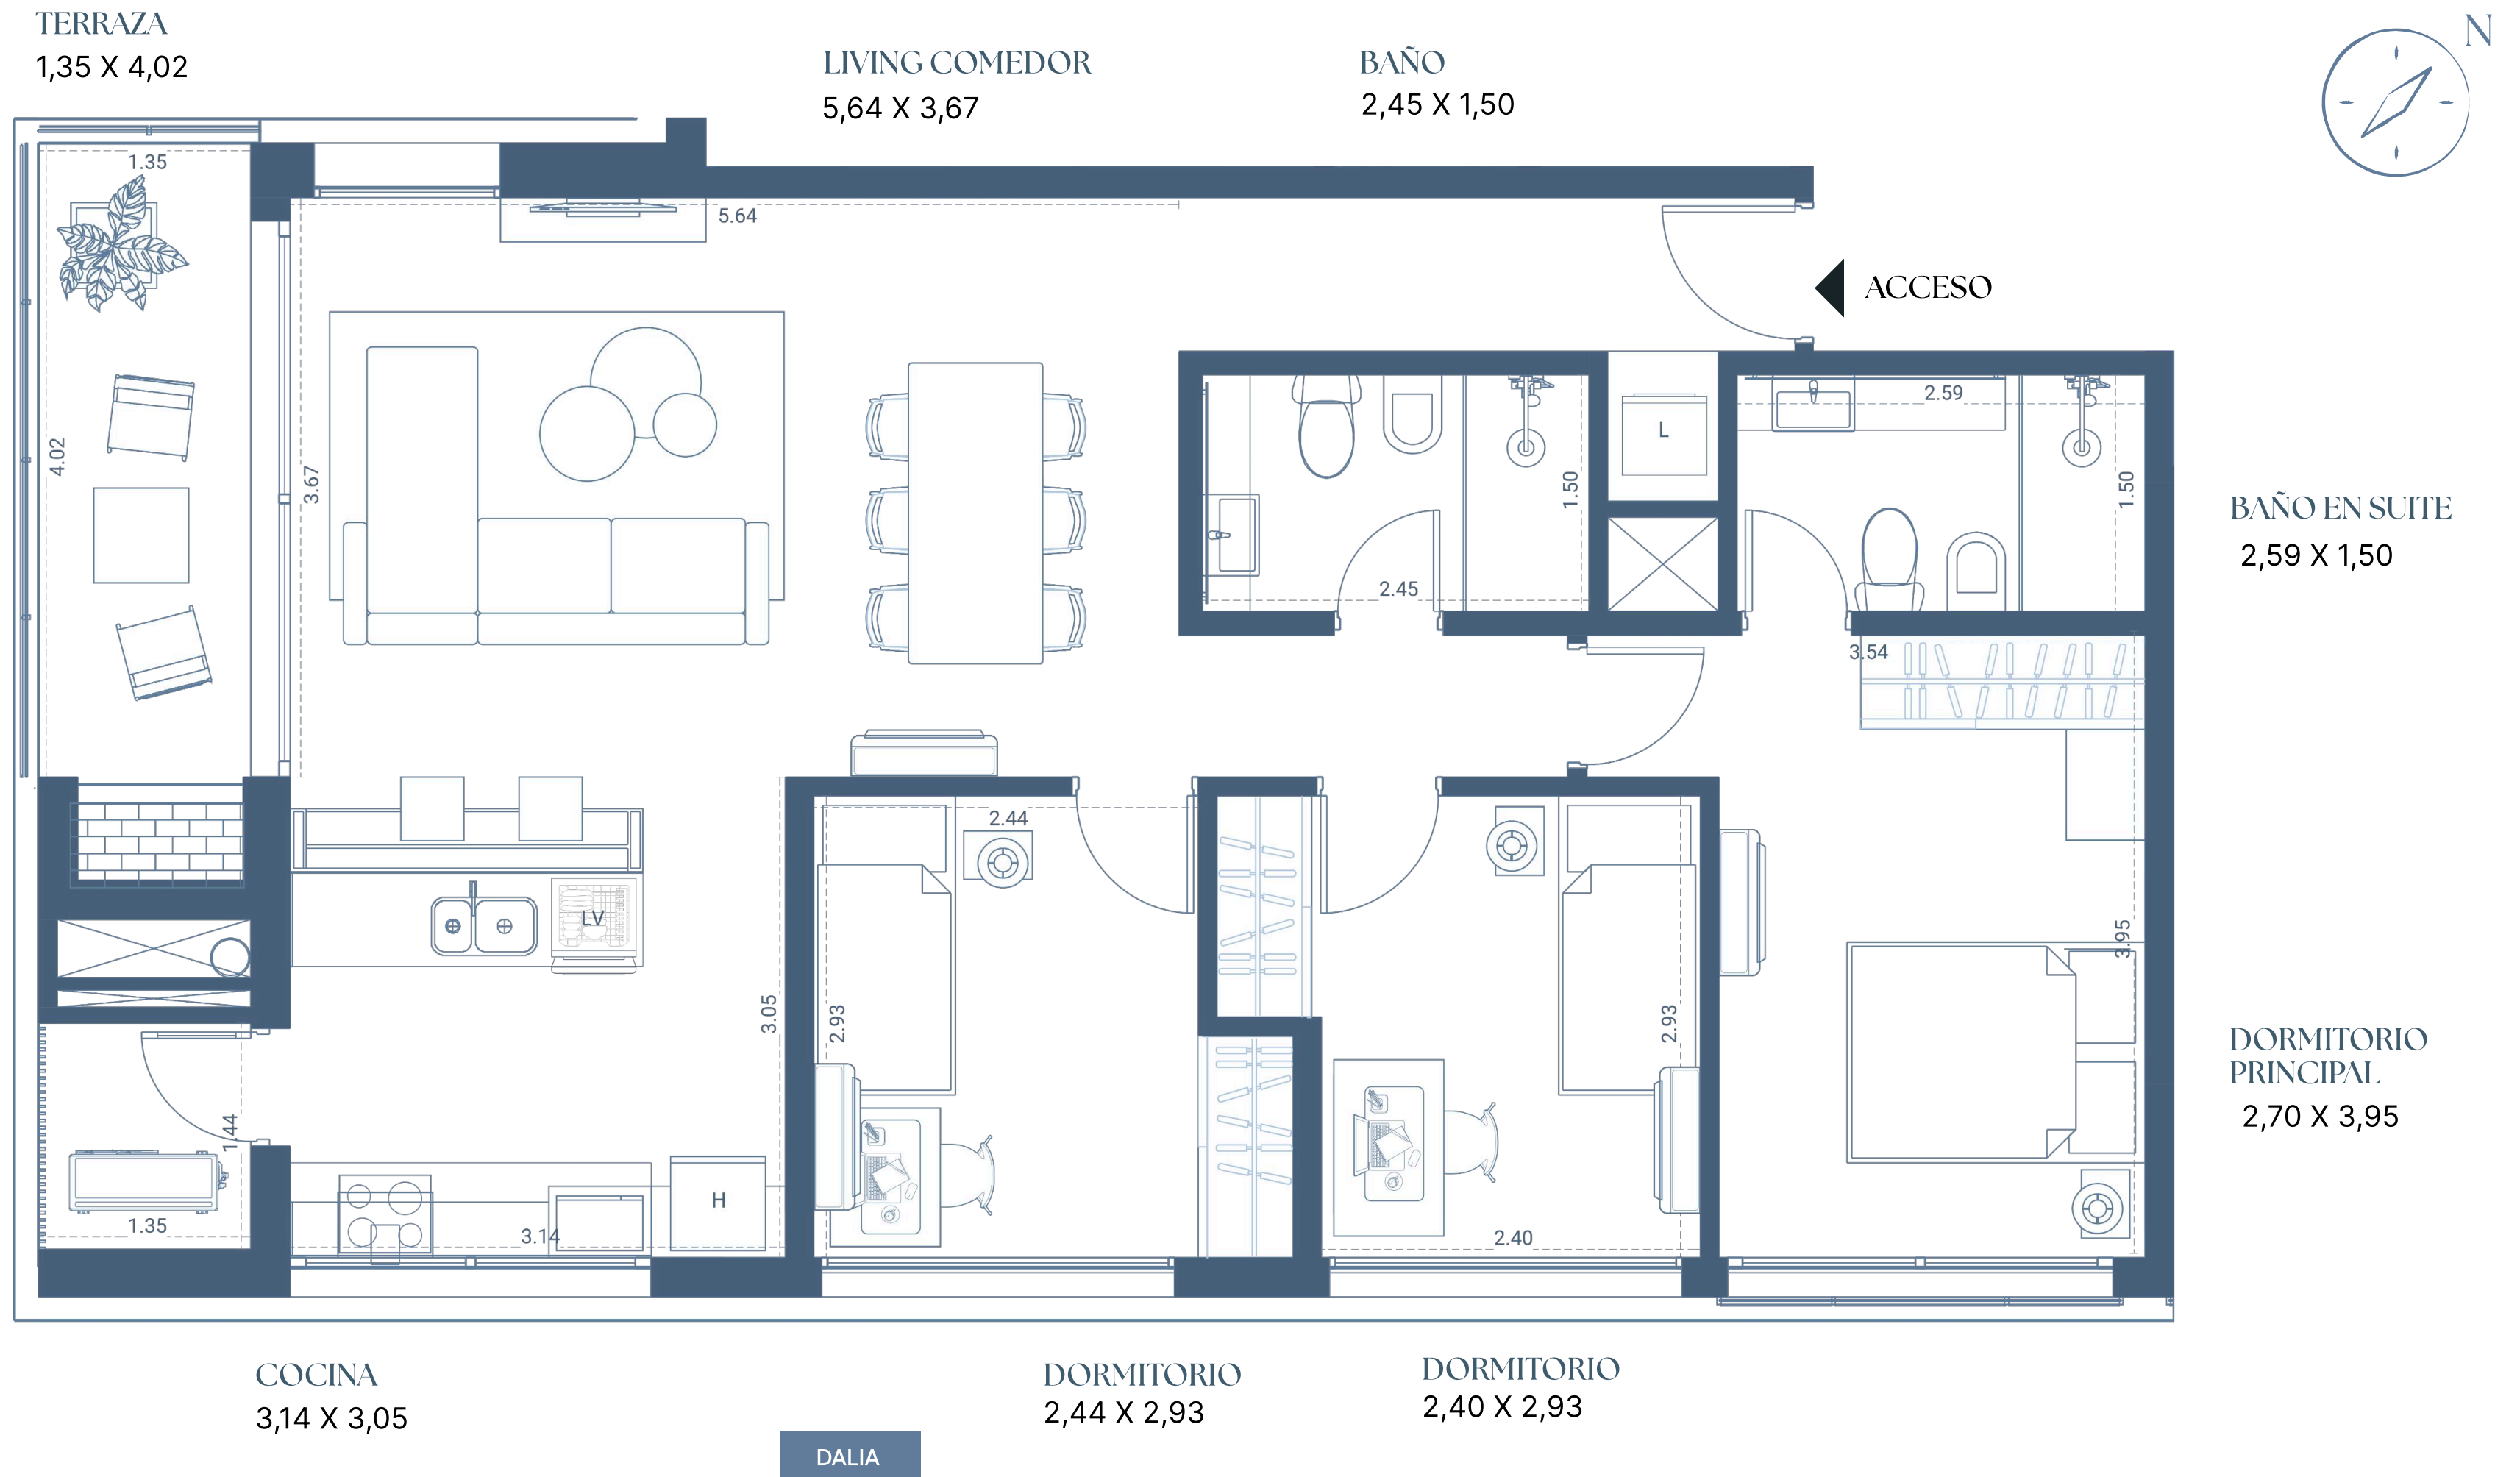 TERRAZA
1,35 X 4,02
LIVING COMEDOR
5,64 X 3,67
BAÑO
2,45 X 1,50
N
1.35
5.64
ACCESO
4.02
3.67
L
1.50
2.59
1.50
2.45
BAÑO EN SUITE
2,59 X 1,50
3.54
2.44
LV
3.05
2.93
2.93
3.95
DORMITORIO
PRINCIPAL
2,70 X 3,95
1.44
1.35
3.14
H
2.40
COCINA
3,14 X 3,05
DORMITORIO
2,44 X 2,93
DORMITORIO
2,40 X 2,93
DALIA